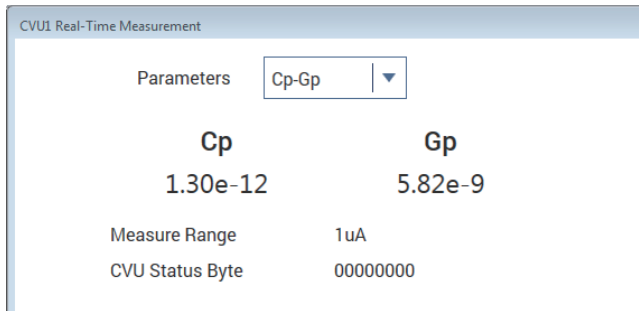 CVU1 Real-Time Measurement
Parameters Cp-Gp
Cp Gp
1.30e-12 5.82e-9
Measure Range 1uA
CVU Status Byte 00000000